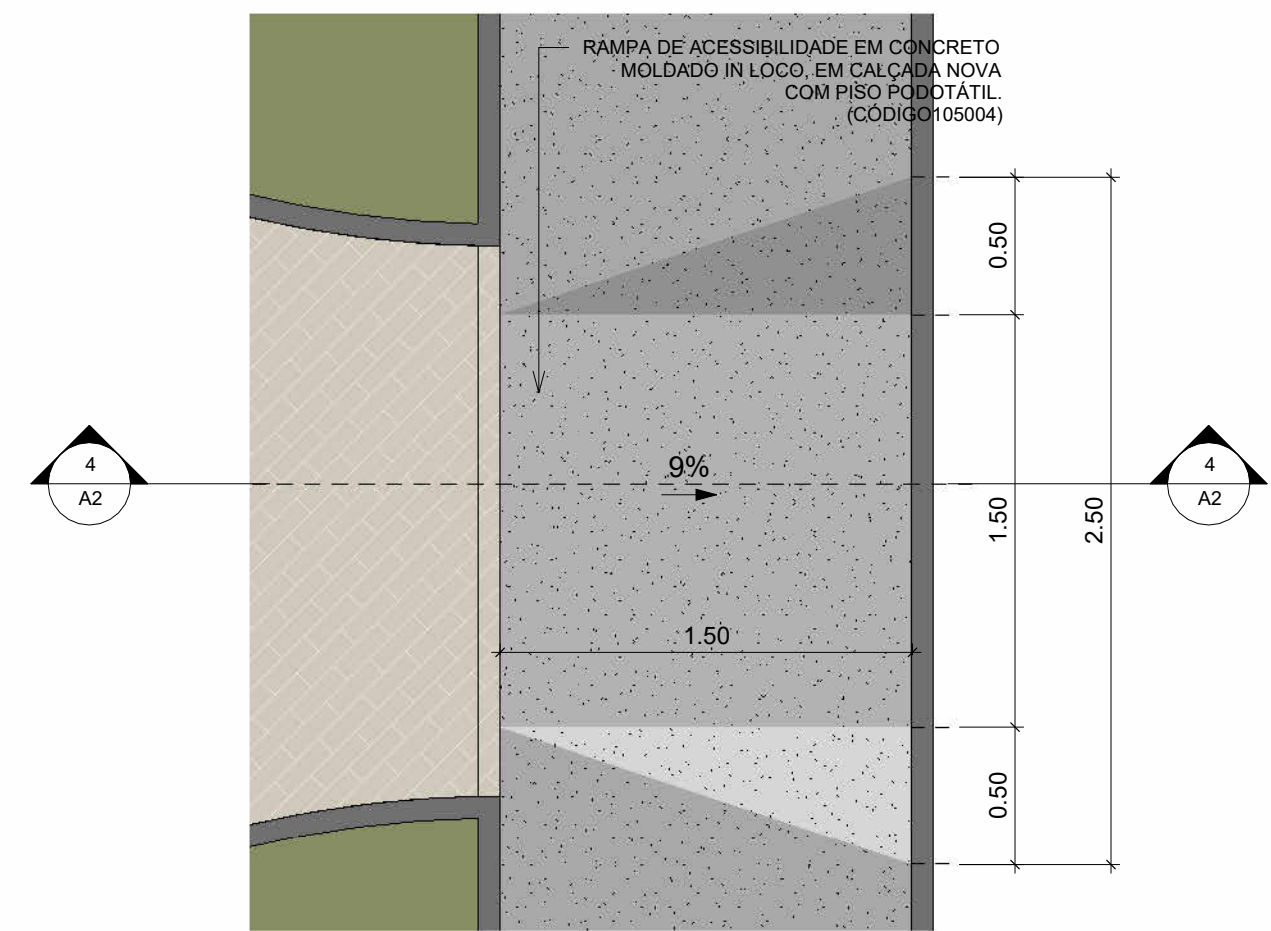 RAMPA DE ACESSIBILIDADE EM CONCRETO
MOLDADO IN LOCO, EM CALÇADA NOVA
COM PISO PODOTÁTIL.
(CÓDIGO105004)
0.50
4
A2
9%
4
A2
1.50
2.50
1.50
0.50